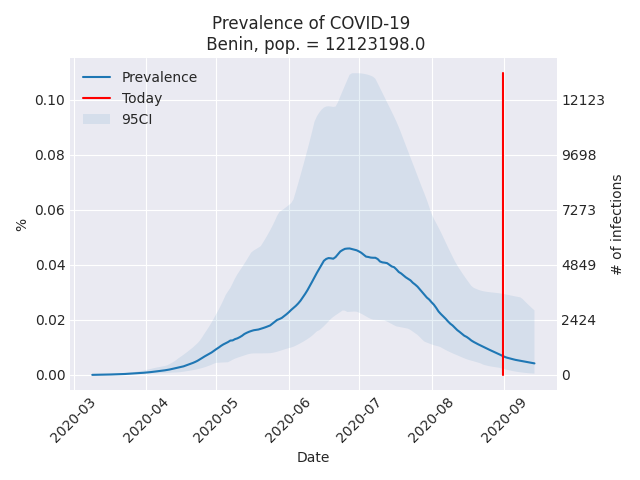 Prevalence of COVID-19
Benin, pop. = 12123198.0
Prevalence
Today
95CI
0.10
0.08
0.06
0.04
0.02
0.00
%
12123
9698
7273
4849
2424
0
# of infections
2020-03
2020-04
2020-05
2020-06
2020-07
2020-08
2020-09
Date